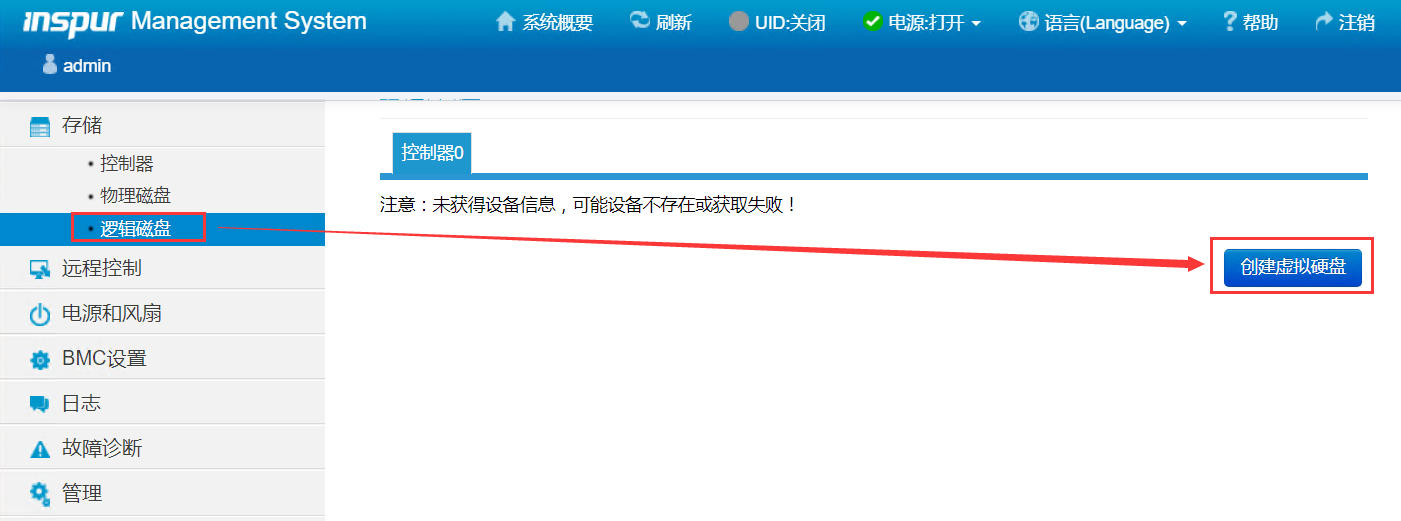 inspur Management System
系统概要
刷新
UID:关闭
电源:打开
语言(Language)
帮助
注销
admin
存储
控制器
物理磁盘
逻辑磁盘
远程控制
电源和风扇
BMC设置
日志
故障诊断
管理
控制器0
注意：未获得设备信息，可能设备不存在或获取失败！
创建虚拟硬盘